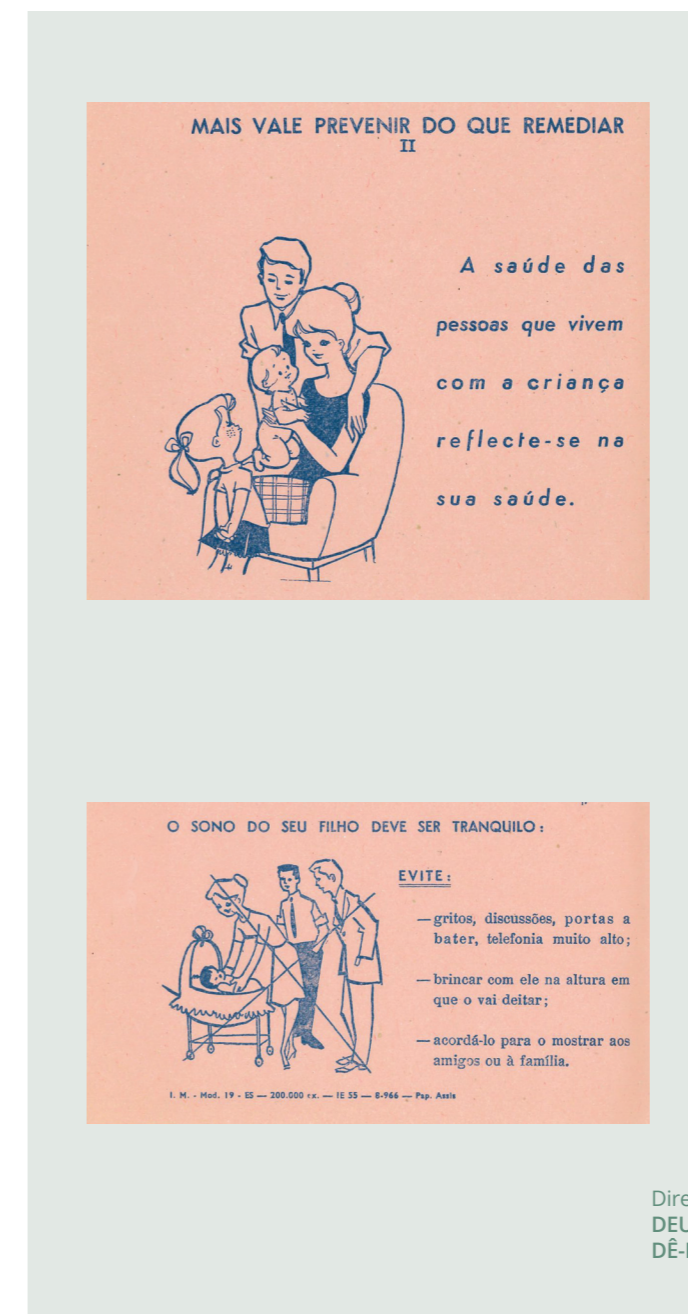 MAIS VALE PREVENIR DO QUE REMEDIAR
II
A saúde das
pessoas que vivem
com a criança
reflecte-se na
sua saúde.
O SONO DO SEU FILHO DEVE SER TRANQUILO:
EVITE:
—gritos, discussões, portas a
bater, telefonia muito alto;
—brincar com ele na altura em
que o vai deitar;
—acordá-lo para o mostrar aos
amigos ou à família.
I. M. - Mod. 19 - ES — 200.000 ex. — IE 55 — 8-966 — Pap. Assis